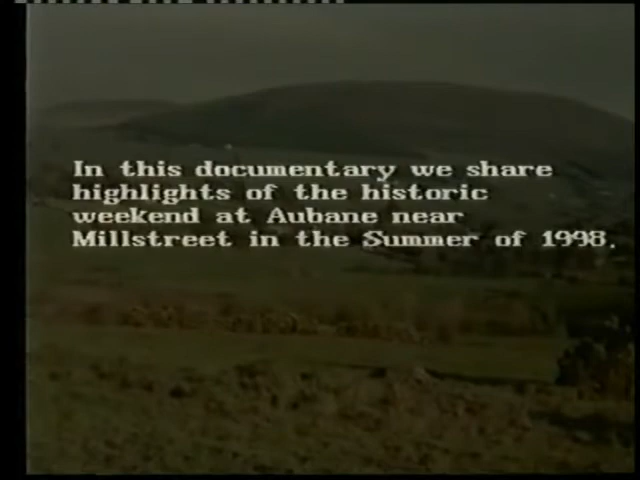 In this documentary we share
highlights of the historic
weekend at Aubane near
Millstreet in the Summer of 1998.